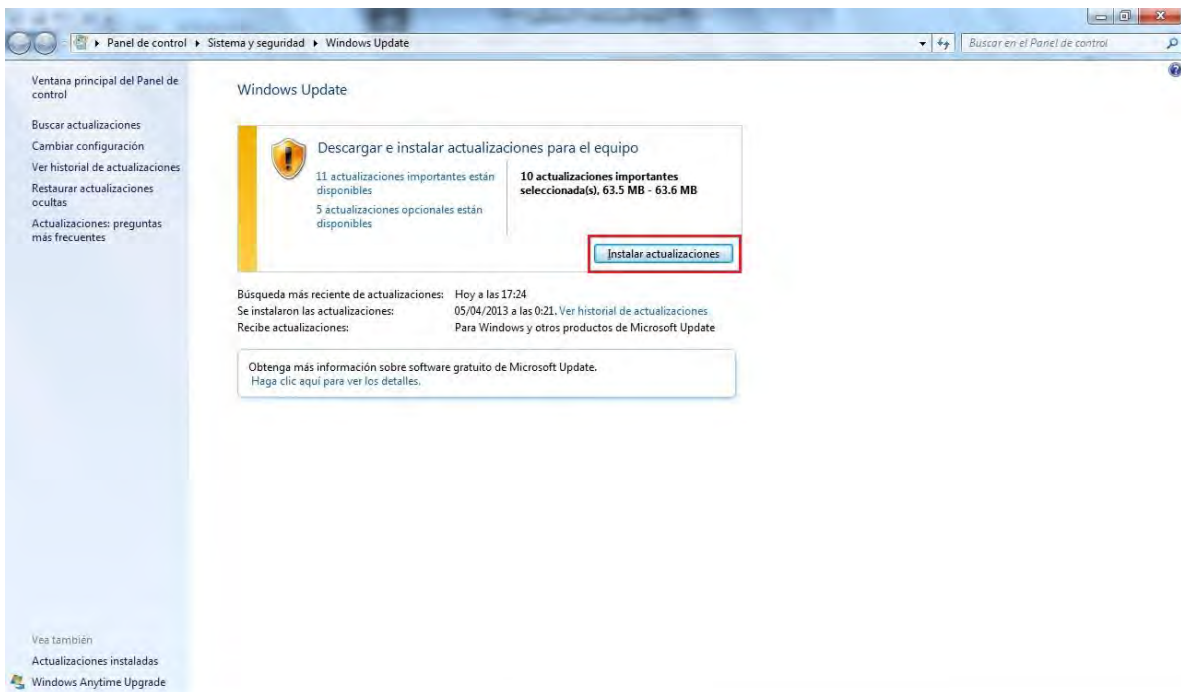 Panel de control
Sistema y seguridad
Windows Update
Buscar en el Panel de control
Ventana principal del Panel de
control
Buscar actualizaciones
Cambiar configuración
Ver historial de actualizaciones
Restaurar actualizaciones
ocultas
Actualizaciones: preguntas
más frecuentes
Windows Update
Descargar e instalar actualizaciones para el equipo
11 actualizaciones importantes están
disponibles
5 actualizaciones opcionales están
disponibles
10 actualizaciones importantes
seleccionada(s), 63.5 MB - 63.6 MB
Instalar actualizaciones
Búsqueda más reciente de actualizaciones: Hoy a las 17:24
Se instalaron las actualizaciones: 05/04/2013 a las 0:21. Ver historial de actualizaciones
Recibe actualizaciones: Para Windows y otros productos de Microsoft Update
Obtenga más información sobre software gratuito de Microsoft Update.
Haga clic aquí para ver los detalles.
Vea también
Actualizaciones instaladas
Windows Anytime Upgrade